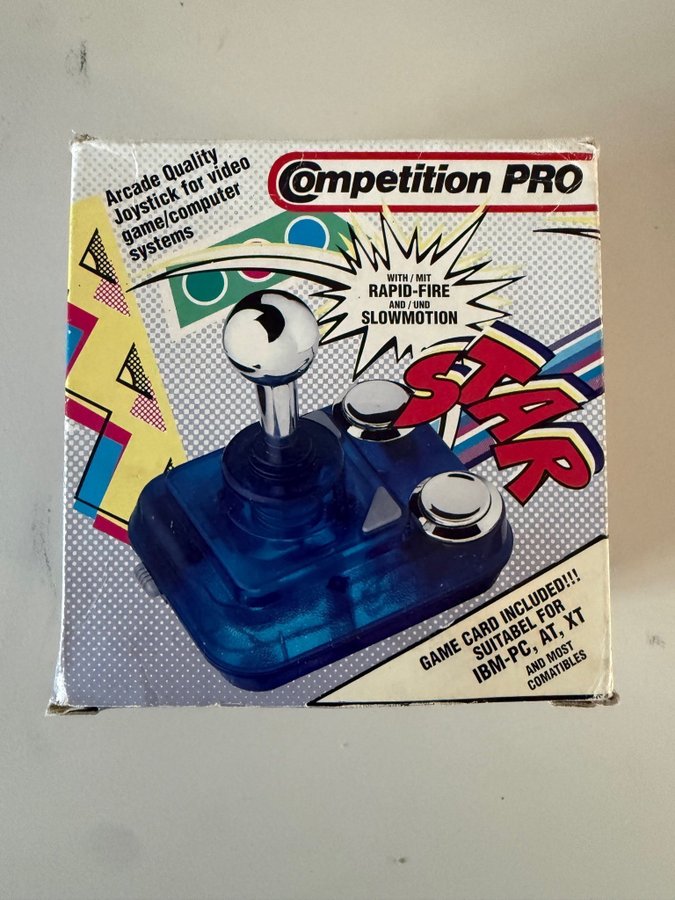 Arcade Quality
Joystick for video
game/computer
systems
Competition PRO
WITH / MIT
RAPID-FIRE
AND / UND
SLOWMOTION
STAR
GAME CARD INCLUDED!!!
SUITABEL FOR
IBM-PC, AT, XT
AND MOST
COMATIBLES